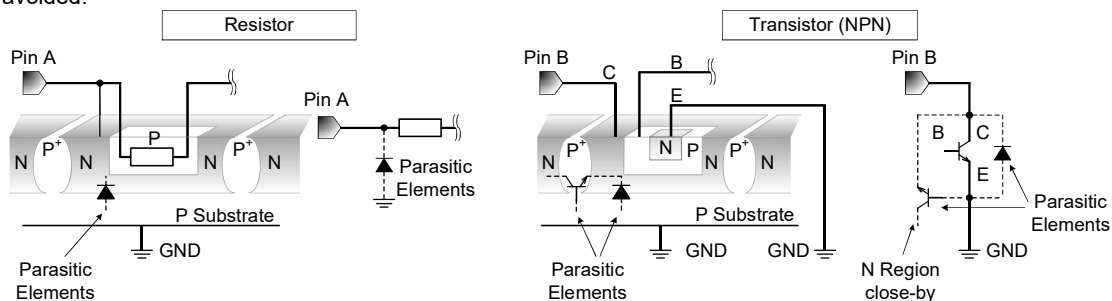 Resistor
Transistor (NPN)
Pin A
Pin A
N
P+
N
P
N
P+
N
Parasitic
Elements
P Substrate
GND
Parasitic
Elements
Pin B
C
B
E
N
P+
N
P
N
P+
N
P Substrate
GND
GND
Parasitic
Elements
Pin B
B
C
E
Parasitic
Elements
GND
N Region
close-by